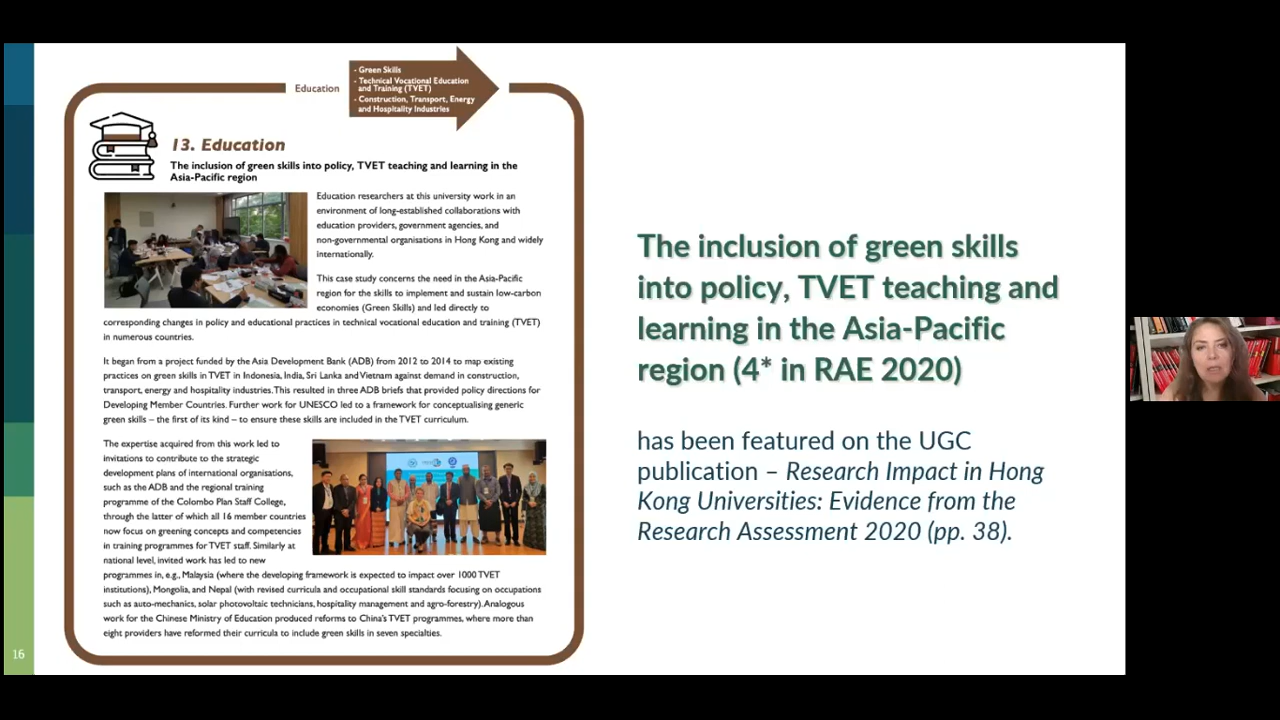 Education
- Green Skills
- Technical Vocational Education
and Training (TVET)
- Construction, Transport, Energy
and Hospitality Industries
13. Education
The inclusion of green skills into policy, TVET teaching and learning in the
Asia-Pacific region
Education researchers at this university work in an
environment of long-established collaborations with
education providers, government agencies, and
non-governmental organisations in Hong Kong and widely
internationally.
This case study concerns the need in the Asia-Pacific
region for the skills to implement and sustain low-carbon
economies (Green Skills) and led directly to
corresponding changes in policy and educational practices in technical vocational education and training (TVET)
in numerous countries.
It began from a project funded by the Asia Development Bank (ADB) from 2012 to 2014 to map existing
practices on green skills in TVET in Indonesia, India, Sri Lanka and Vietnam against demand in construction,
transport, energy and hospitality industries. This resulted in three ADB briefs that provided policy directions for
Developing Member Countries. Further work for UNESCO led to a framework for conceptualising generic
green skills – the first of its kind – to ensure these skills are included in the TVET curriculum.
The expertise acquired from this work led to
invitations to contribute to the strategic
development plans of international organisations,
such as the ADB and the regional training
programme of the Colombo Plan Staff College,
through the latter of which all 16 member countries
now focus on greening concepts and competencies
in training programmes for TVET staff. Similarly at
national level, invited work has led to new
programmes in, e.g., Malaysia (where the developing framework is expected to impact over 1000 TVET
institutions), Mongolia, and Nepal (with revised curricula and occupational skill standards focusing on occupations
such as auto-mechanics, solar photovoltaic technicians, hospitality management and agro-forestry). Analogous
work for the Chinese Ministry of Education produced reforms to China's TVET programmes, where more than
eight providers have reformed their curricula to include green skills in seven specialties.
The inclusion of green skills
into policy, TVET teaching and
learning in the Asia-Pacific
region (4* in RAE 2020)
has been featured on the UGC
publication – Research Impact in Hong
Kong Universities: Evidence from the
Research Assessment 2020 (pp. 38).
16